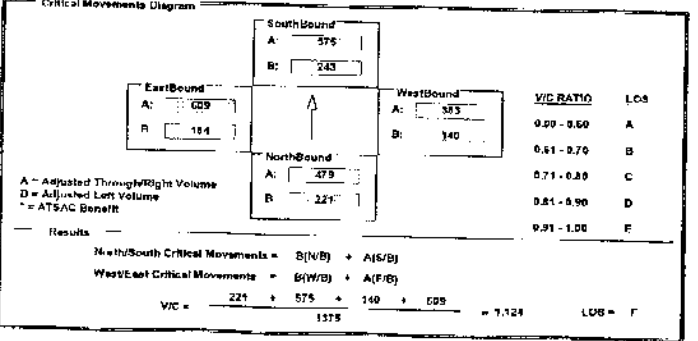 Critical Movements Diagram
SouthBound
A: 575
B: 243
EastBound
A: 609
B: 184
WestBound
A: 383
B: 140
NorthBound
A: 479
B: 221
V/C RATIO LOS
0.00 - 0.60 A
0.61 - 0.70 B
0.71 - 0.80 C
0.81 - 0.90 D
0.91 - 1.00 E
A = Adjusted Through/Right Volume
B = Adjusted Left Volume
* = ATSAC Benefit
Results
North/South Critical Movements = B(N/B) + A(S/B)
West/East Critical Movements = B(W/B) + A(E/B)
V/C = 221 + 575 + 140 + 609
1375
= 1.124 LOS = F